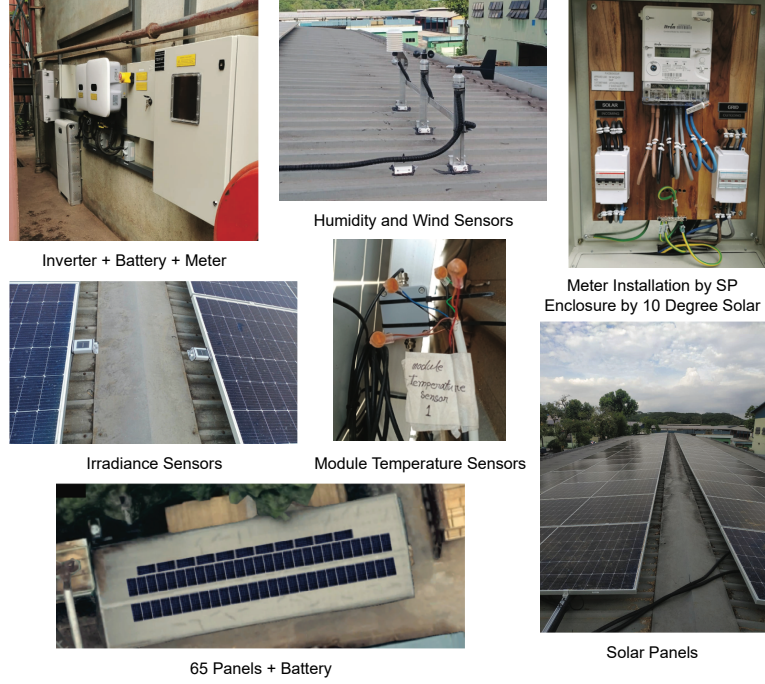 Humidity and Wind Sensors
Inverter + Battery + Meter
SOLAR
Meter Installation by SP
Enclosure by 10 Degree Solar
module
Temperature
Sensor
1
Irradiance Sensors
Module Temperature Sensors
65 Panels + Battery
Solar Panels